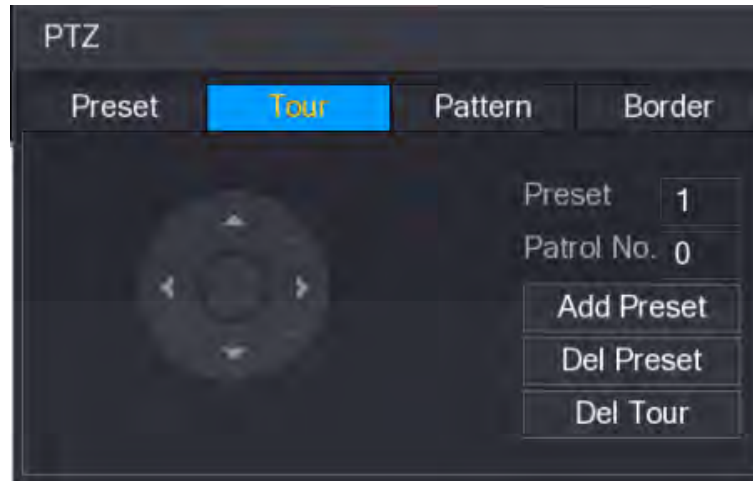 PTZ
Preset Tour Pattern Border
Preset 1
Patrol No. 0
Add Preset
Del Preset
Del Tour